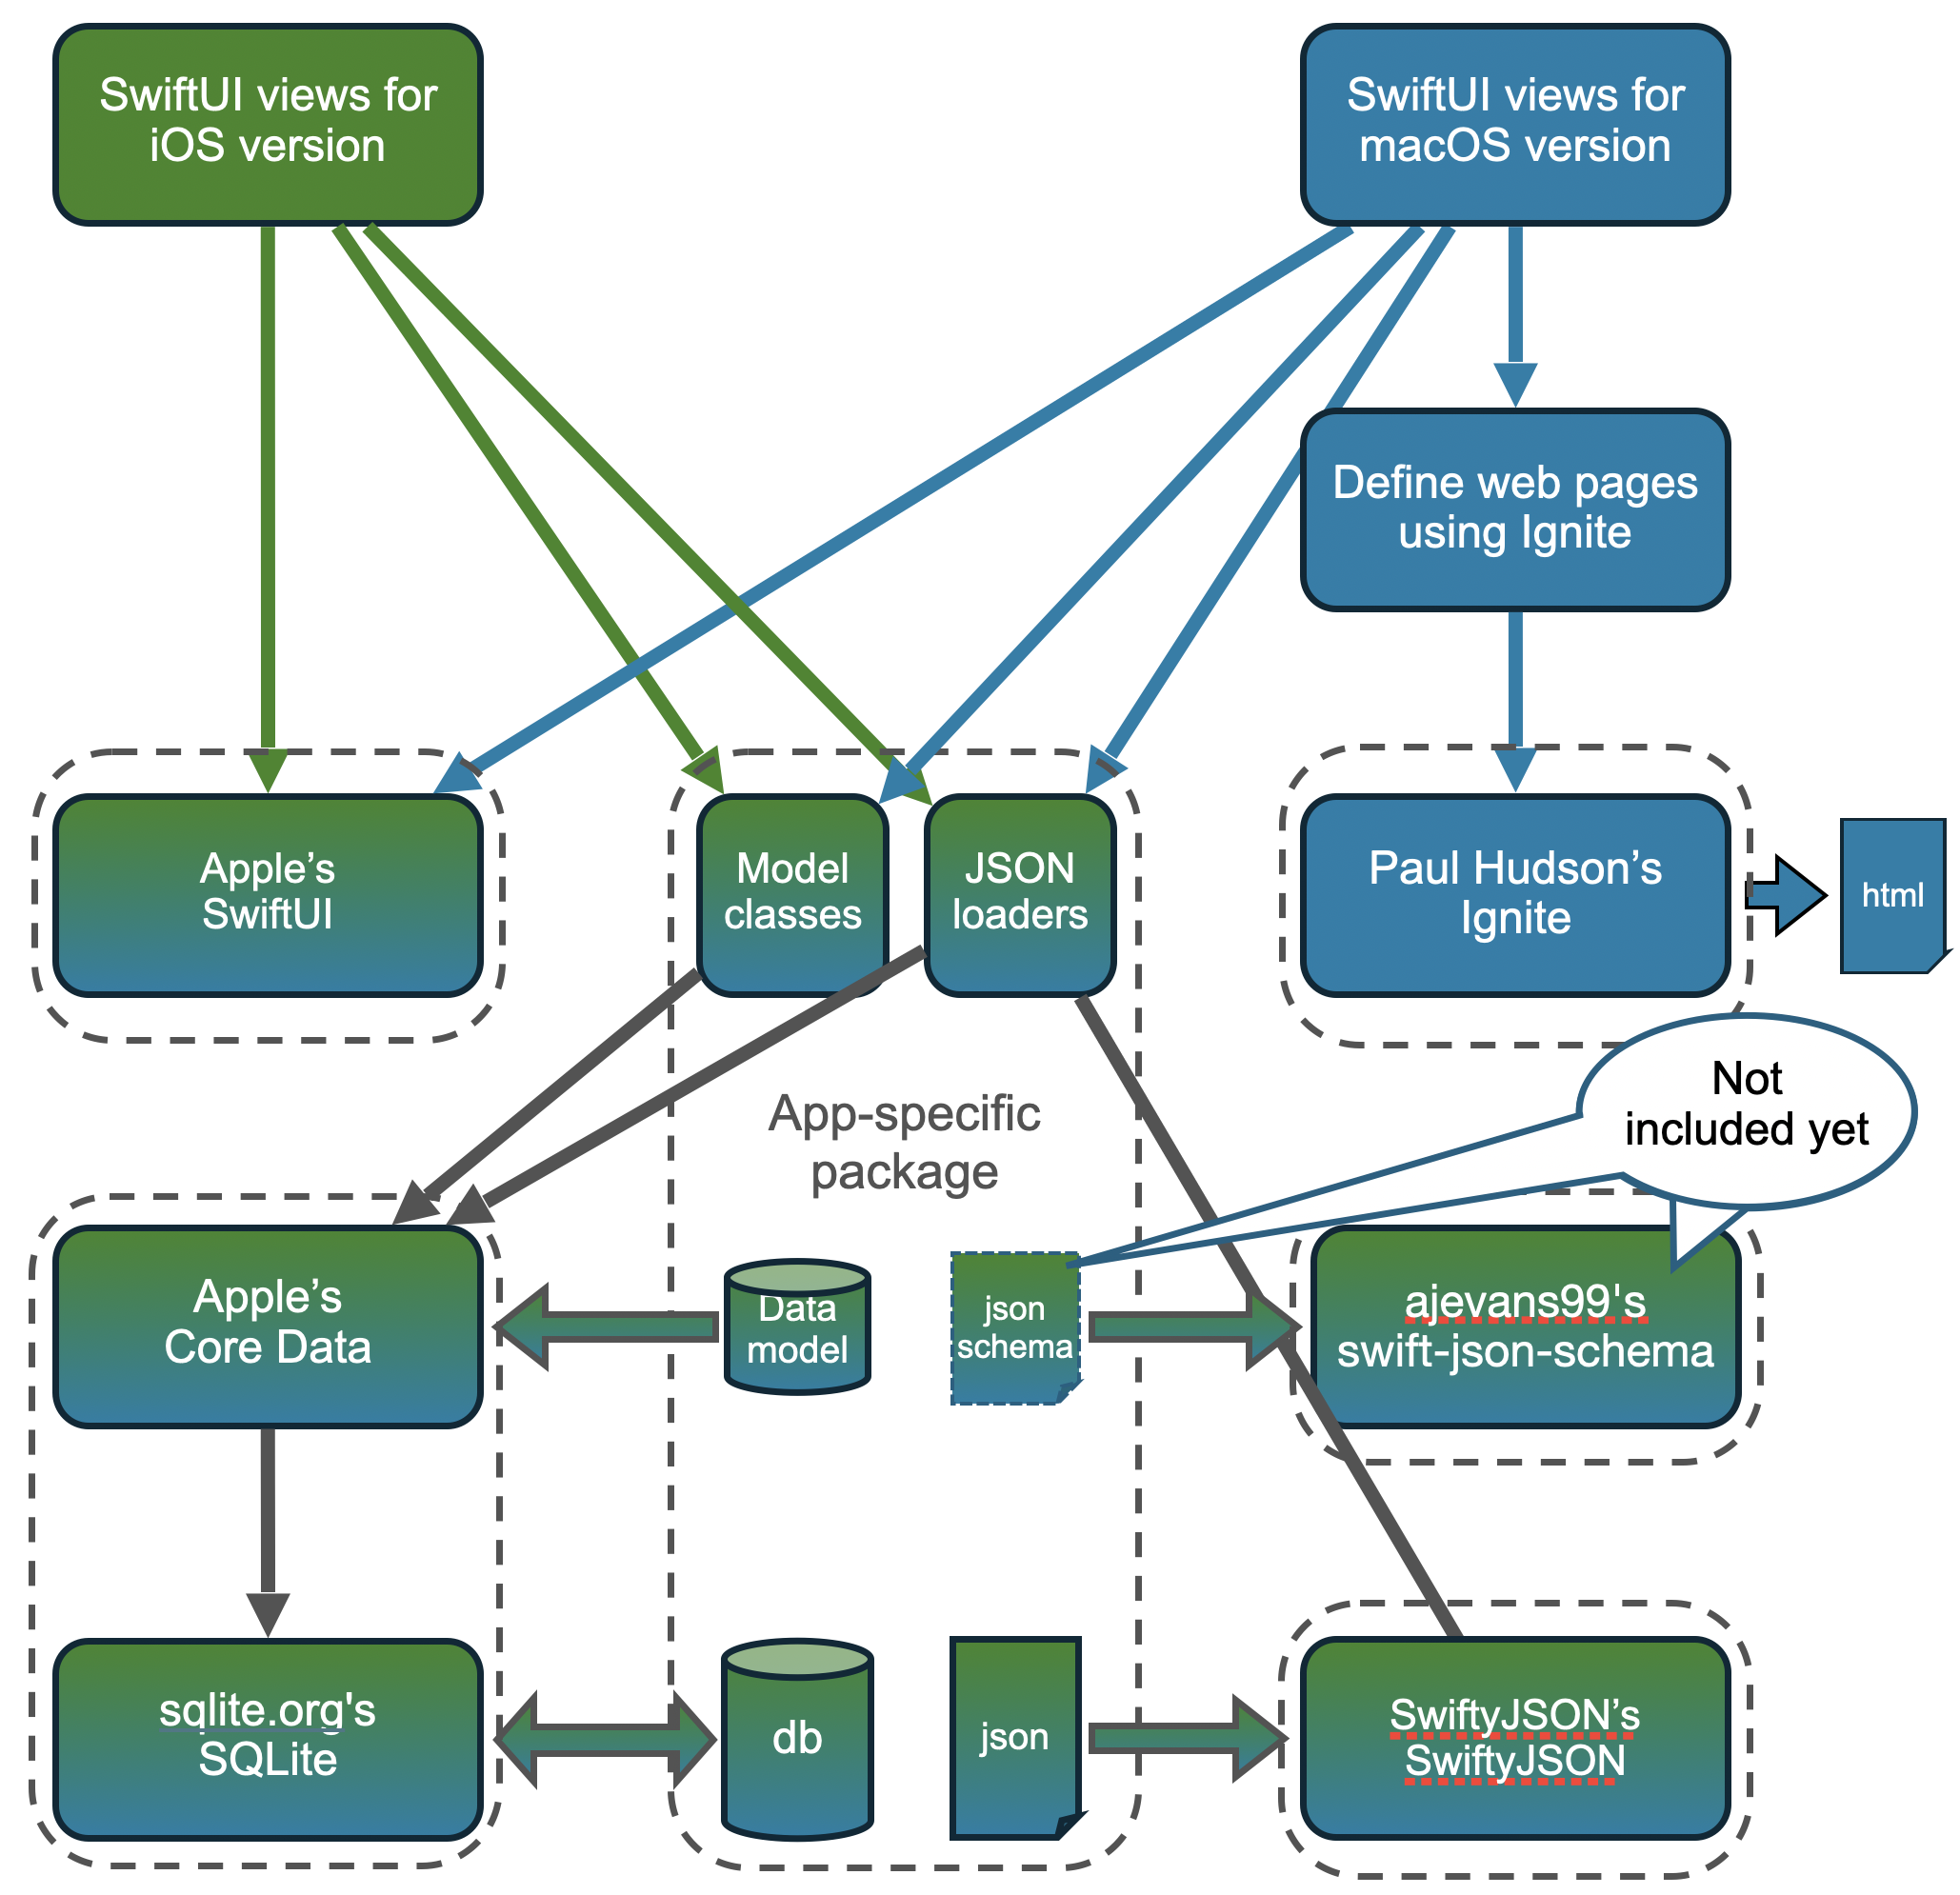 SwiftUI views for
iOS version
SwiftUI views for
macOS version
Define web pages
using Ignite
Apple’s
SwiftUI
Model
classes
JSON
loaders
Paul Hudson’s
Ignite
html
Not
included yet
App-specific
package
Apple’s
Core Data
Data
model
json
schema
ajevans99's
swift-json-schema
sqlite.org's
SQLite
db
json
SwiftyJSON’s
SwiftyJSON